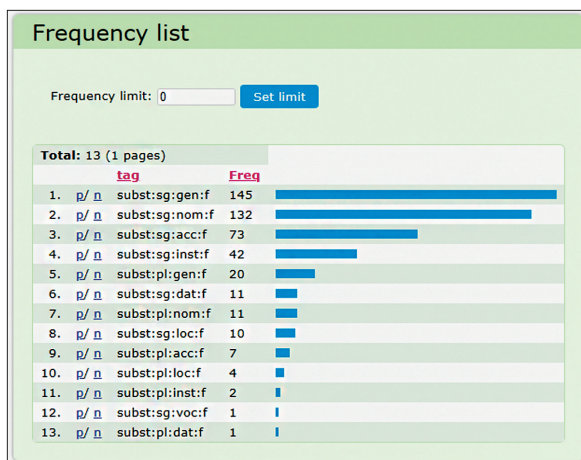 Frequency list
Frequency limit: 0 Set limit
Total: 13 (1 pages)
tag Freq
1. p/ n subst:sg:gen:f 145
2. p/ n subst:sg:nom:f 132
3. p/ n subst:sg:acc:f 73
4. p/ n subst:sg:inst:f 42
5. p/ n subst:pl:gen:f 20
6. p/ n subst:sg:dat:f 11
7. p/ n subst:pl:nom:f 11
8. p/ n subst:sg:loc:f 10
9. p/ n subst:pl:acc:f 7
10. p/ n subst:pl:loc:f 4
11. p/ n subst:pl:inst:f 2
12. p/ n subst:sg:voc:f 1
13. p/ n subst:pl:dat:f 1